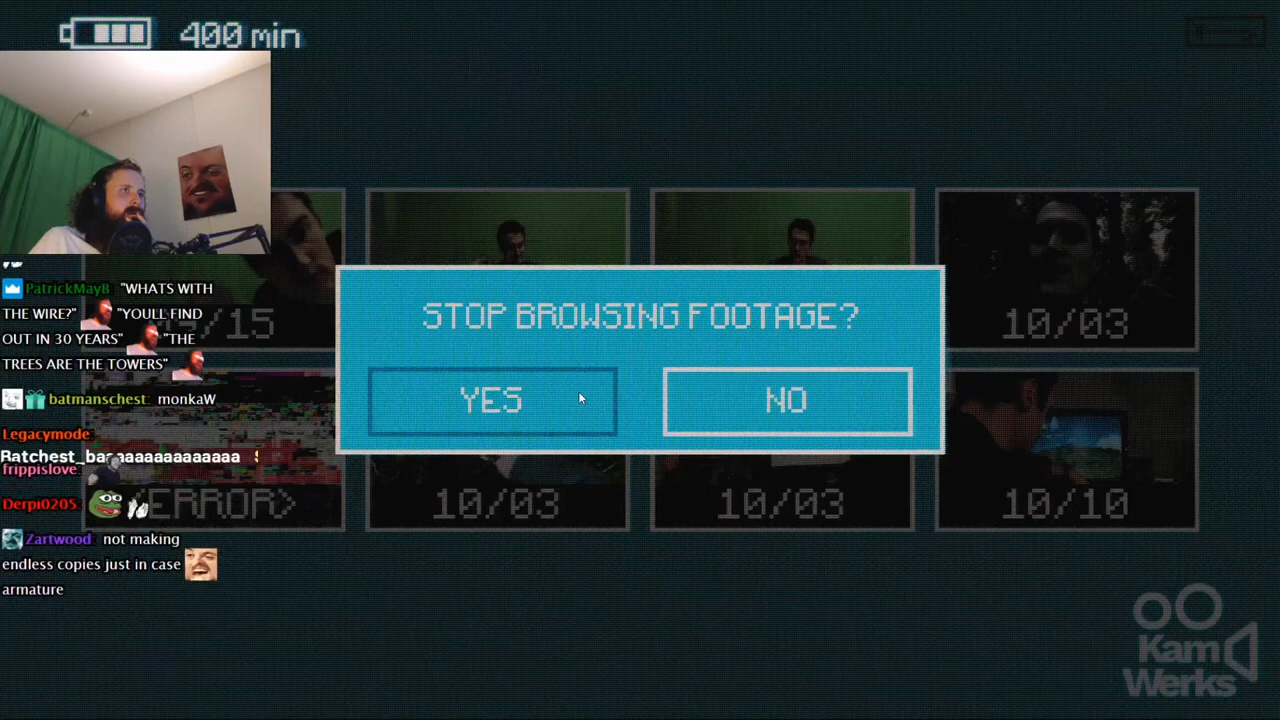 400 min
PatrickMayB "WHATS WITH
THE WIRE?" "YOULL FIND
OUT IN 30 YEARS" "THE
TREES ARE THE TOWERS"
batmanschest: monkaW
Legacymode:
Ratchest_baaaaaaaaaaaaaa
frippislove:
Derpi0205:
Zartwood: not making
endless copies just in case
armature
STOP BROWSING FOOTAGE?
YES
NO
/15
10/03
<ERROR>
10/03
10/03
10/10
Kam
Werks